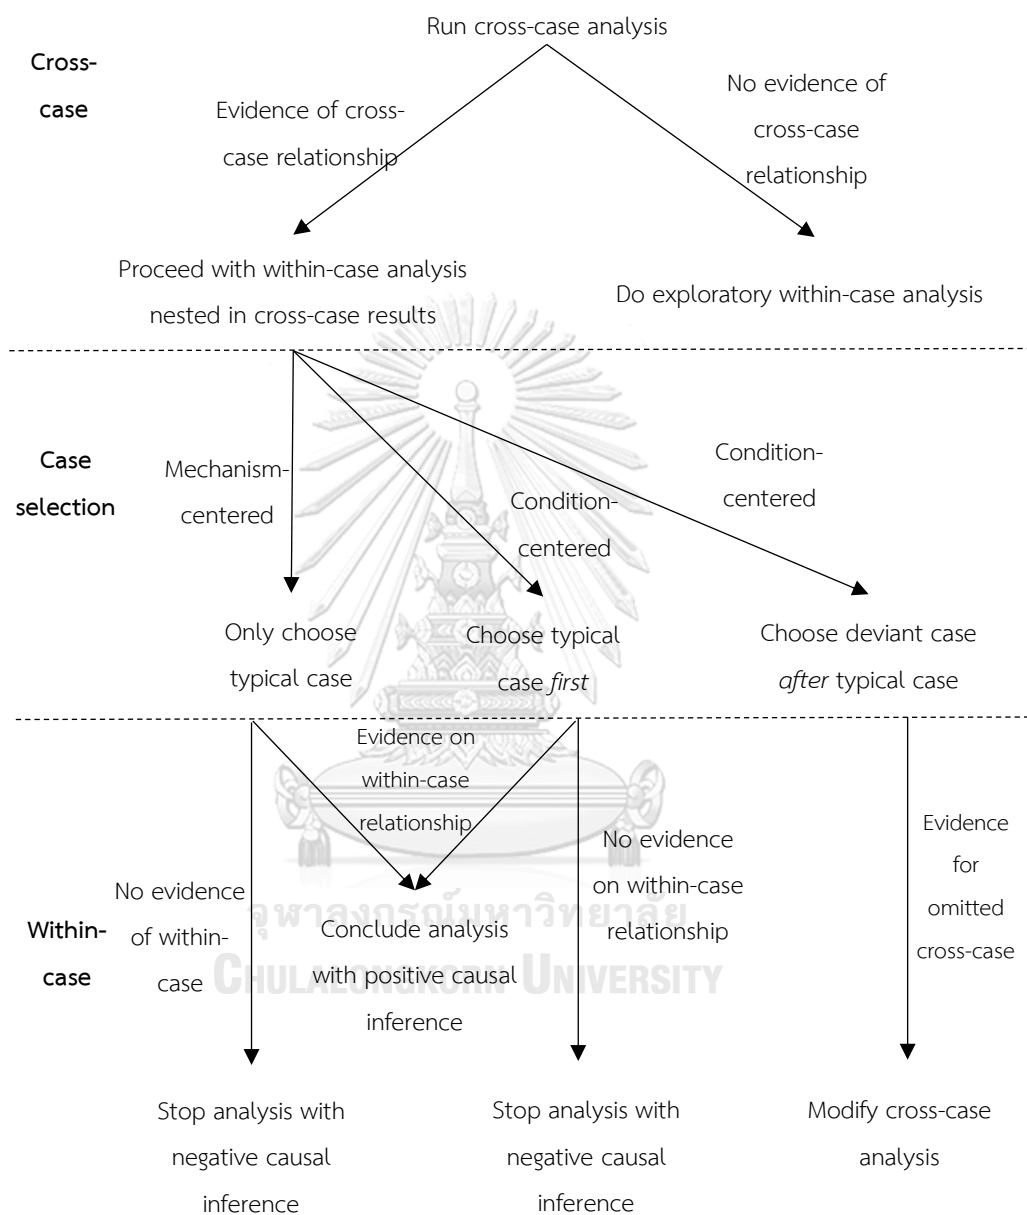 Run cross-case analysis
Cross-
case
Evidence of cross-
case relationship
No evidence of
cross-case
relationship
Proceed with within-case analysis
nested in cross-case results
Do exploratory within-case analysis
Case
selection
Mechanism-
centered
Condition-
centered
Condition-
centered
Only choose
typical case
Choose typical
case first
Choose deviant case
after typical case
Within-
case
No evidence
of within-
case
Evidence on
within-case
relationship
No evidence
on within-case
relationship
Evidence
for
omitted
cross-case
Conclude analysis
with positive causal
inference
จุฬาลงกรณ์มหาวิทยาลัย
CHULALONGKORN UNIVERSITY
Stop analysis with
negative causal
inference
Stop analysis with
negative causal
inference
Modify cross-case
analysis